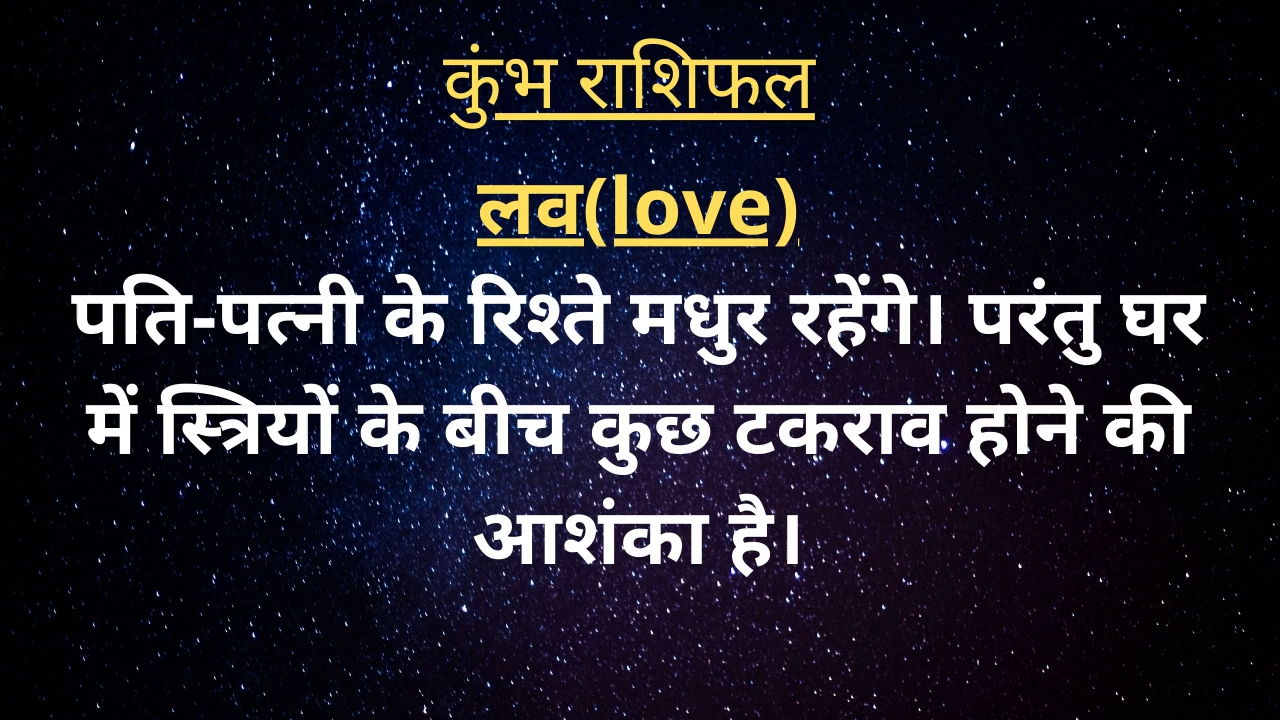 कुंभ राशिफल
लव(love)
पति-पत्नी के रिश्ते मधुर रहेंगे। परंतु घर
में स्त्रियों के बीच कुछ टकराव होने की
आशंका है।